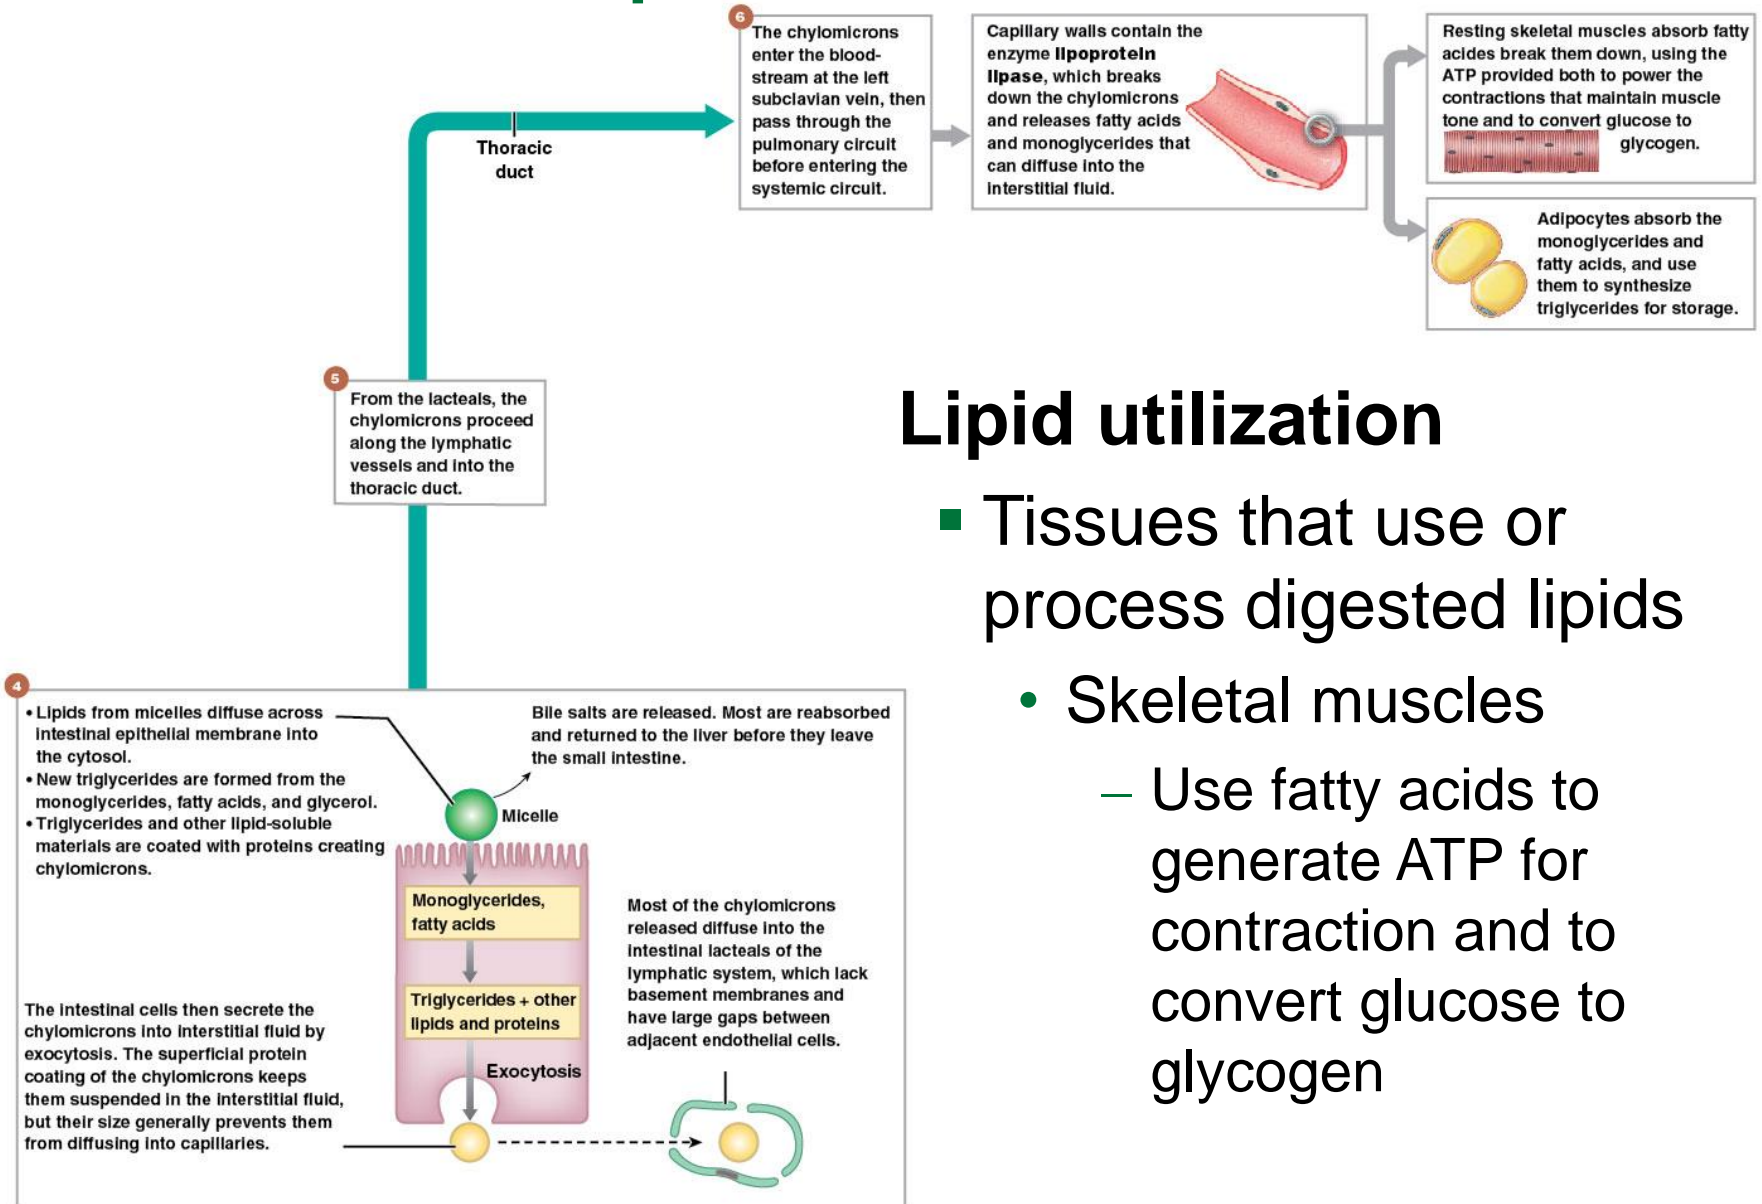 6
The chylomicrons
enter the blood-
stream at the left
subclavian vein, then
pass through the
pulmonary circuit
before entering the
systemic circuit.
Capillary walls contain the
enzyme lipoprotein
lipase, which breaks
down the chylomicrons
and releases fatty acids
and monoglycerides that
can diffuse into the
interstitial fluid.
Resting skeletal muscles absorb fatty
acides break them down, using the
ATP provided both to power the
contractions that maintain muscle
tone and to convert glucose to
glycogen.
Adipocytes absorb the
monoglycerides and
fatty acids, and use
them to synthesize
triglycerides for storage.
Thoracic
duct
5
From the lacteals, the
chylomicrons proceed
along the lymphatic
vessels and into the
thoracic duct.
Lipid utilization
Tissues that use or
process digested lipids
• Skeletal muscles
– Use fatty acids to
generate ATP for
contraction and to
convert glucose to
glycogen
4
• Lipids from micelles diffuse across
intestinal epithelial membrane into
the cytosol.
• New triglycerides are formed from the
monoglycerides, fatty acids, and glycerol.
• Triglycerides and other lipid-soluble
materials are coated with proteins creating
chylomicrons.
Bile salts are released. Most are reabsorbed
and returned to the liver before they leave
the small intestine.
Micelle
Monoglycerides,
fatty acids
Triglycerides + other
lipids and proteins
Exocytosis
Most of the chylomicrons
released diffuse into the
intestinal lacteals of the
lymphatic system, which lack
basement membranes and
have large gaps between
adjacent endothelial cells.
The intestinal cells then secrete the
chylomicrons into interstitial fluid by
exocytosis. The superficial protein
coating of the chylomicrons keeps
them suspended in the interstitial fluid,
but their size generally prevents them
from diffusing into capillaries.